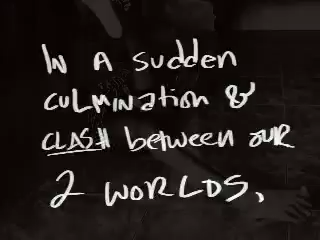 IN A sudden
CULMINation &
CLASH between OUR
2 WORLDS,